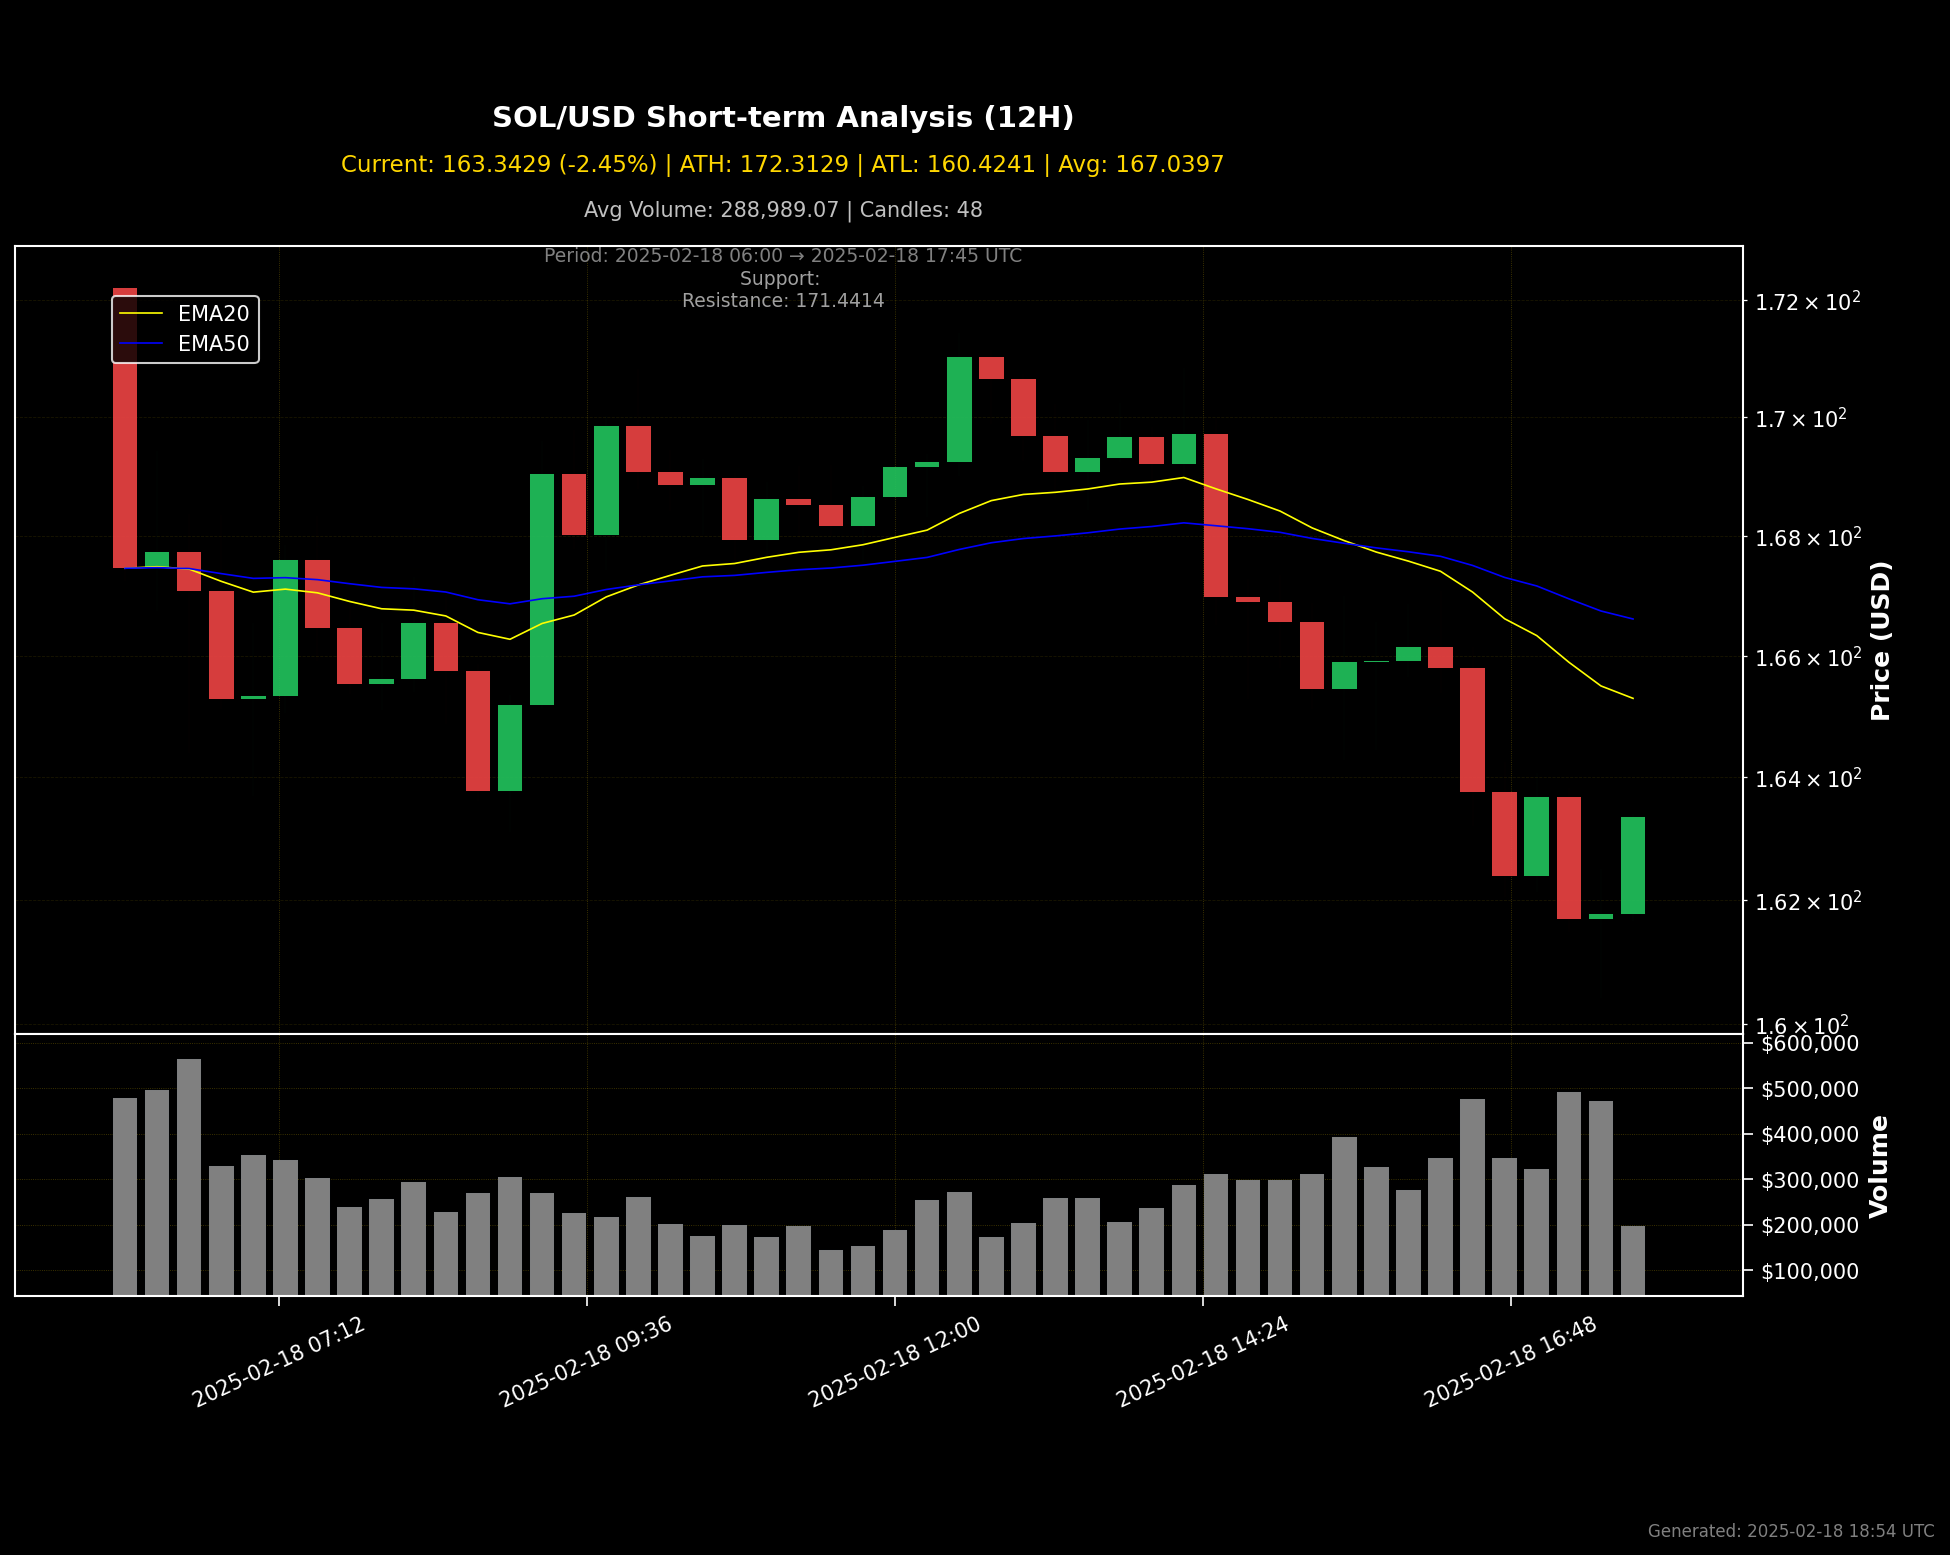 SOL/USD Short-term Analysis (12H)
Current: 163.3429 (-2.45%) | ATH: 172.3129 | ATL: 160.4241 | Avg: 167.0397
Avg Volume: 288,989.07 | Candles: 48
Period: 2025-02-18 06:00 → 2025-02-18 17:45 UTC
Support:
Resistance: 171.4414
EMA20
EMA50
1.72 × 10²
1.7 × 10²
1.68 × 10²
1.66 × 10²
1.64 × 10²
1.62 × 10²
1.6 × 10²
Price (USD)
$600,000
$500,000
$400,000
$300,000
$200,000
$100,000
Volume
2025-02-18 07:12
2025-02-18 09:36
2025-02-18 12:00
2025-02-18 14:24
2025-02-18 16:48
Generated: 2025-02-18 18:54 UTC